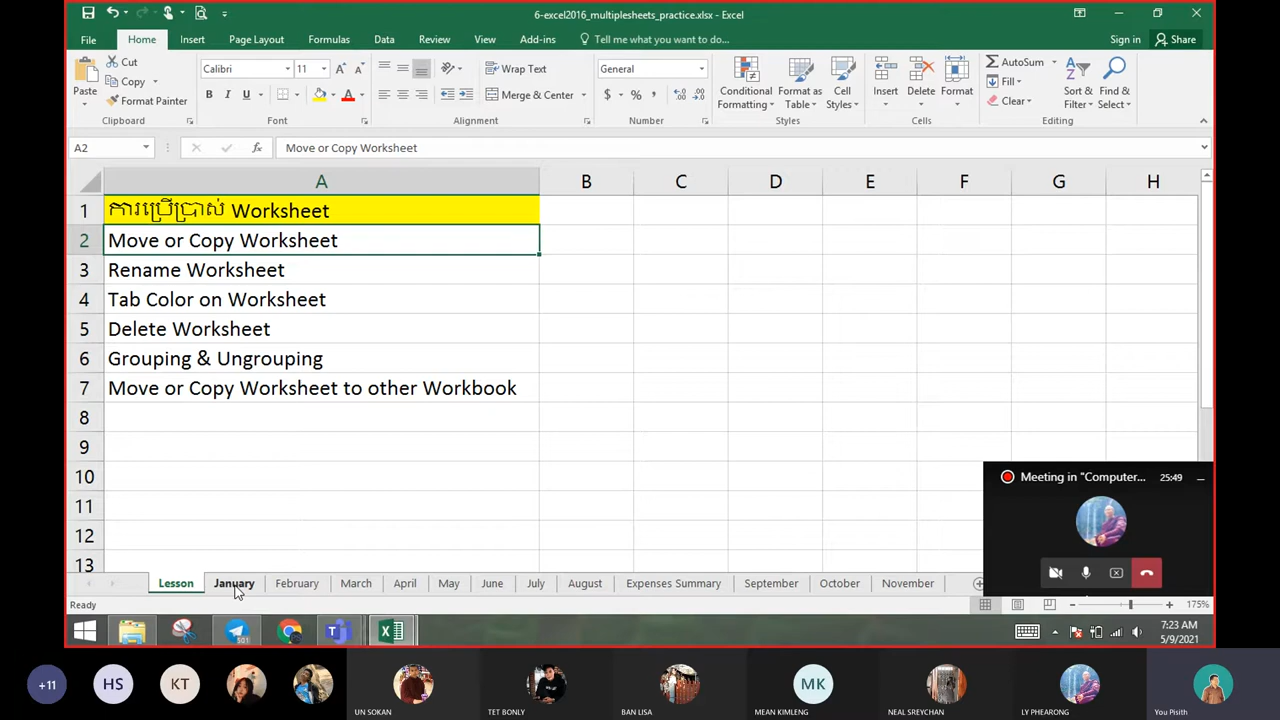 6-excel2016_multiplesheets_practice.xlsx - Excel
File Home Insert Page Layout Formulas Data Review View Add-ins Tell me what you want to do... Sign in Share
Paste Cut Copy Format Painter
Calibri 11 B I U A A A
Wrap Text Merge & Center
General $ % ,
Conditional Formatting Format as Table Cell Styles
Insert Delete Format
AutoSum Fill Clear Sort & Filter Find & Select
Clipboard Font Alignment Number Styles Cells Editing
A2 fx Move or Copy Worksheet
A B C D E F G H
1 ការប្រើប្រាស់ Worksheet
2 Move or Copy Worksheet
3 Rename Worksheet
4 Tab Color on Worksheet
5 Delete Worksheet
6 Grouping & Ungrouping
7 Move or Copy Worksheet to other Workbook
8
9
10
11
12
13
Meeting in "Computer... 25:49
Lesson January February March April May June July August Expenses Summary September October November
Ready 175%
501
7:23 AM
5/9/2021
+11 HS KT MK
UN SOKAN TET BONLY BAN LISA MEAN KIMLENG NEAL SREYCHAN LY PHEARONG You Pisith